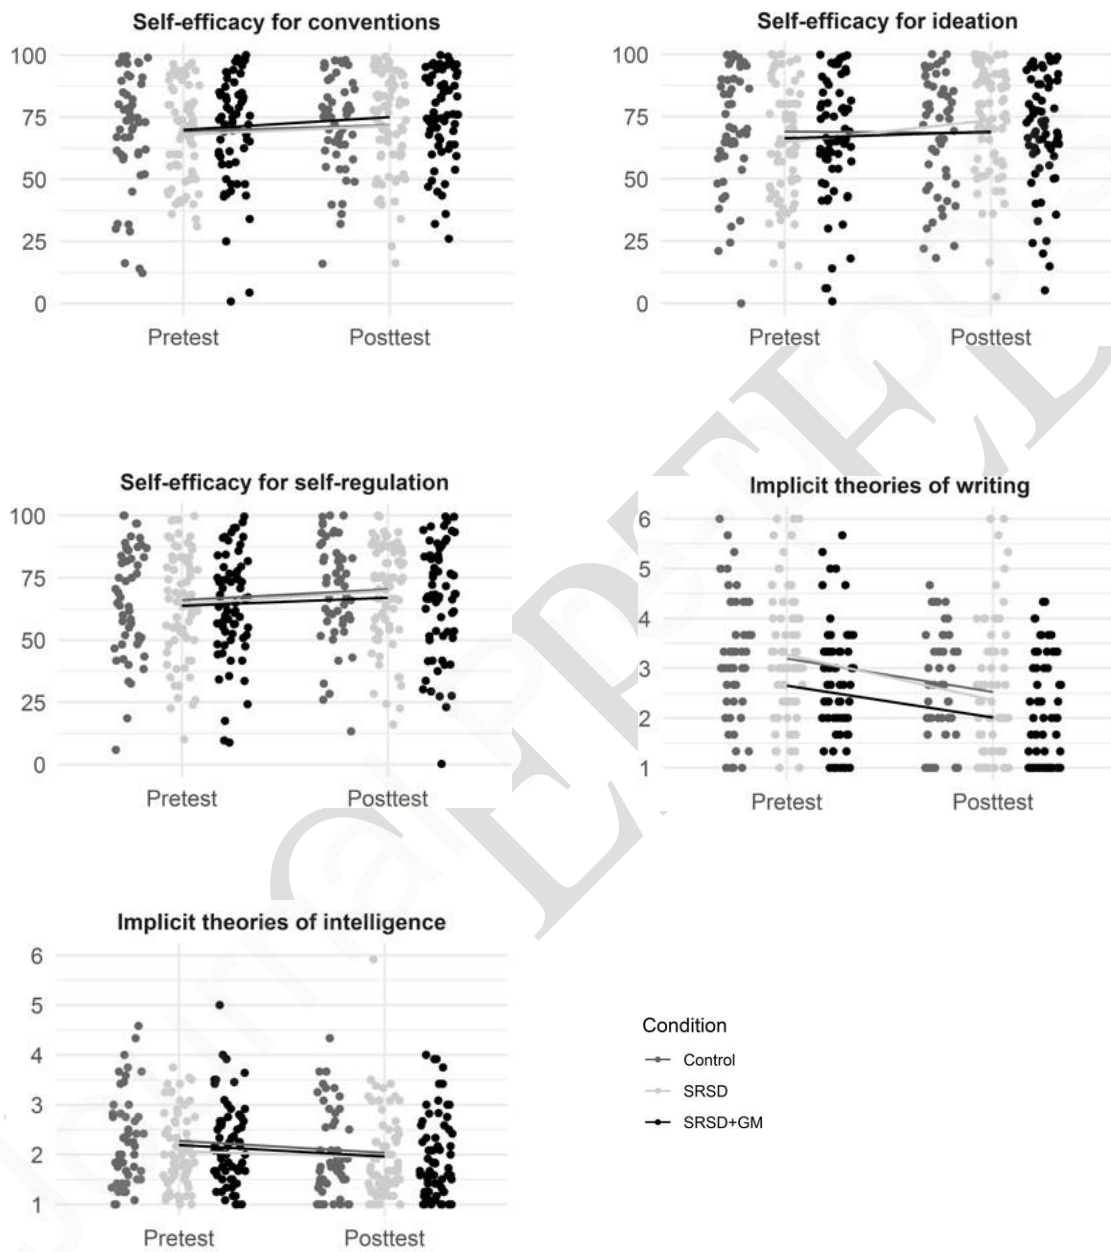 Self-efficacy for conventions
100
75
50
25
0
Pretest Posttest
Self-efficacy for ideation
100
75
50
25
0
Pretest Posttest
Self-efficacy for self-regulation
100
75
50
25
0
Pretest Posttest
Implicit theories of writing
6
5
4
3
2
1
Pretest Posttest
Implicit theories of intelligence
6
5
4
3
2
1
Pretest Posttest
Condition
Control
SRSD
SRSD+GM